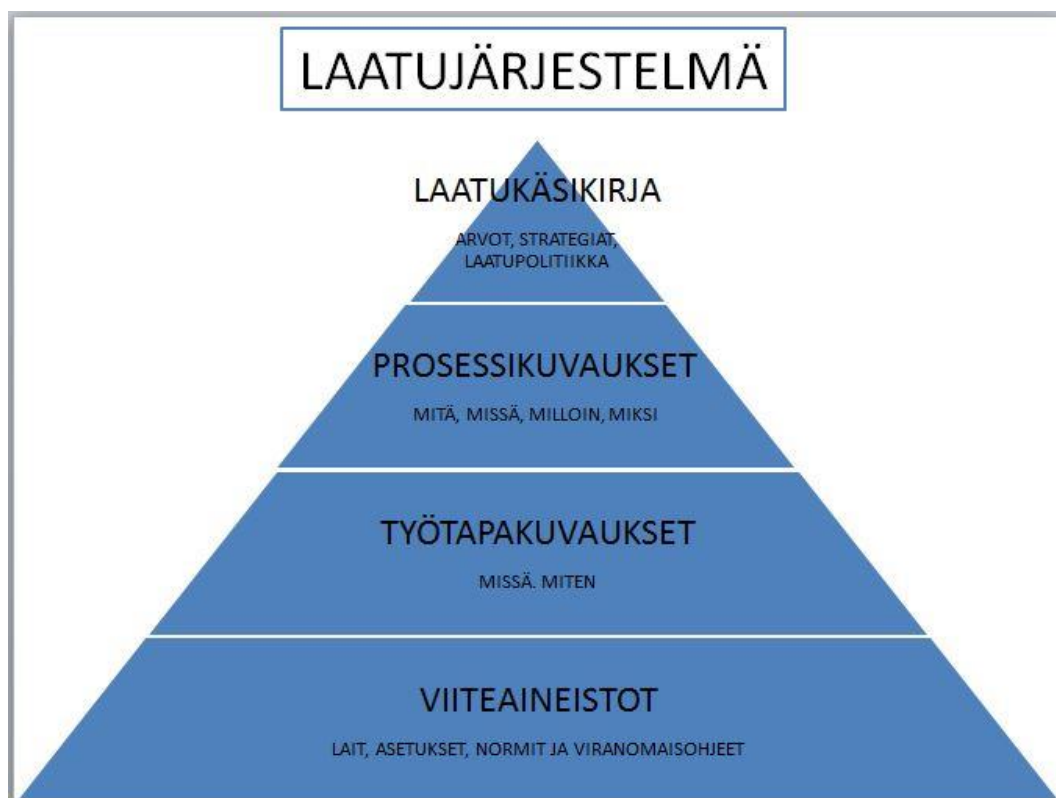 LAATUJÄRJESTELMÄ
LAATUKÄSIKIRJA
ARVOT, STRATEGIAT,
LAATUPOLITIIKKA
PROSESSIKUVAUKSET
MITÄ, MISSÄ, MILLOIN, MIKSI
TYÖTAPAKUVAUKSET
MISSÄ. MITEN
VIITEAINEISTOT
LAIT, ASETUKSET, NORMIT JA VIRANOMAISOHJEET